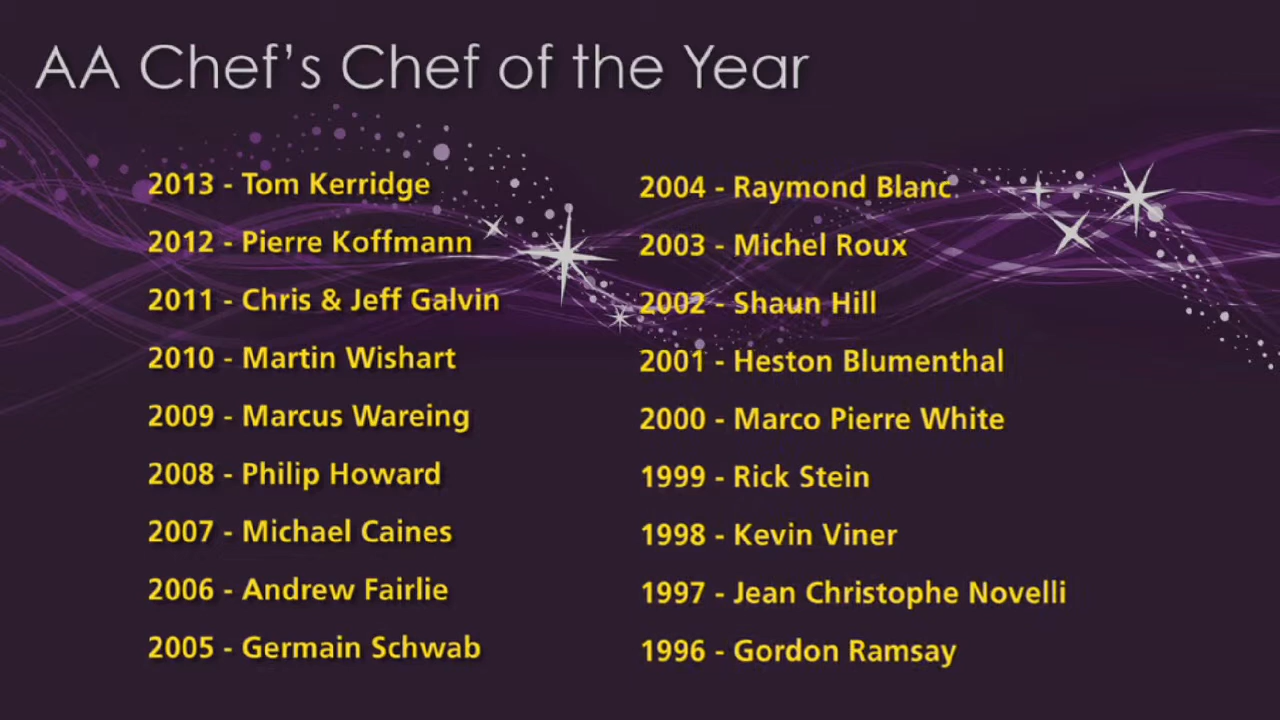 AA Chef’s Chef of the Year
2013 - Tom Kerridge
2012 - Pierre Koffmann
2011 - Chris & Jeff Galvin
2010 - Martin Wishart
2009 - Marcus Wareing
2008 - Philip Howard
2007 - Michael Caines
2006 - Andrew Fairlie
2005 - Germain Schwab
2004 - Raymond Blanc
2003 - Michel Roux
2002 - Shaun Hill
2001 - Heston Blumenthal
2000 - Marco Pierre White
1999 - Rick Stein
1998 - Kevin Viner
1997 - Jean Christophe Novelli
1996 - Gordon Ramsay